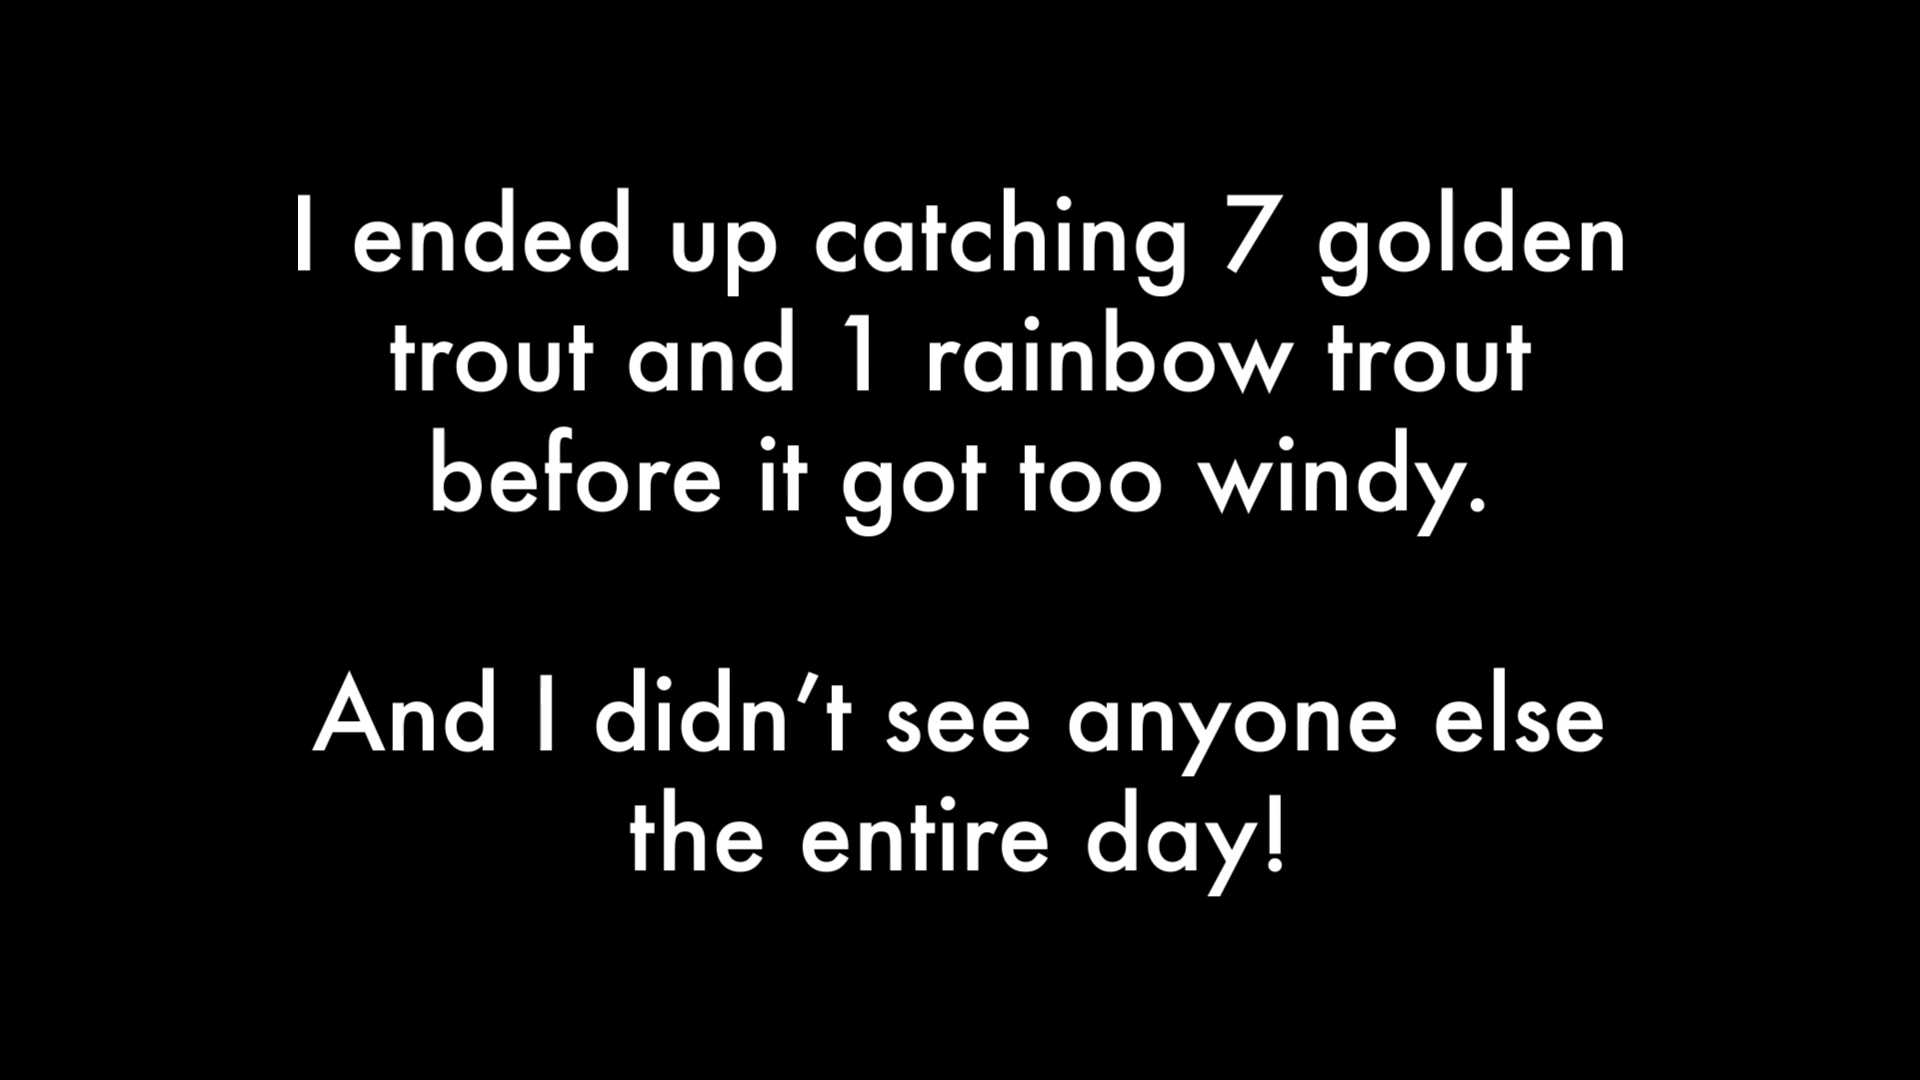 I ended up catching 7 golden
trout and 1 rainbow trout
before it got too windy.
And I didn’t see anyone else
the entire day!